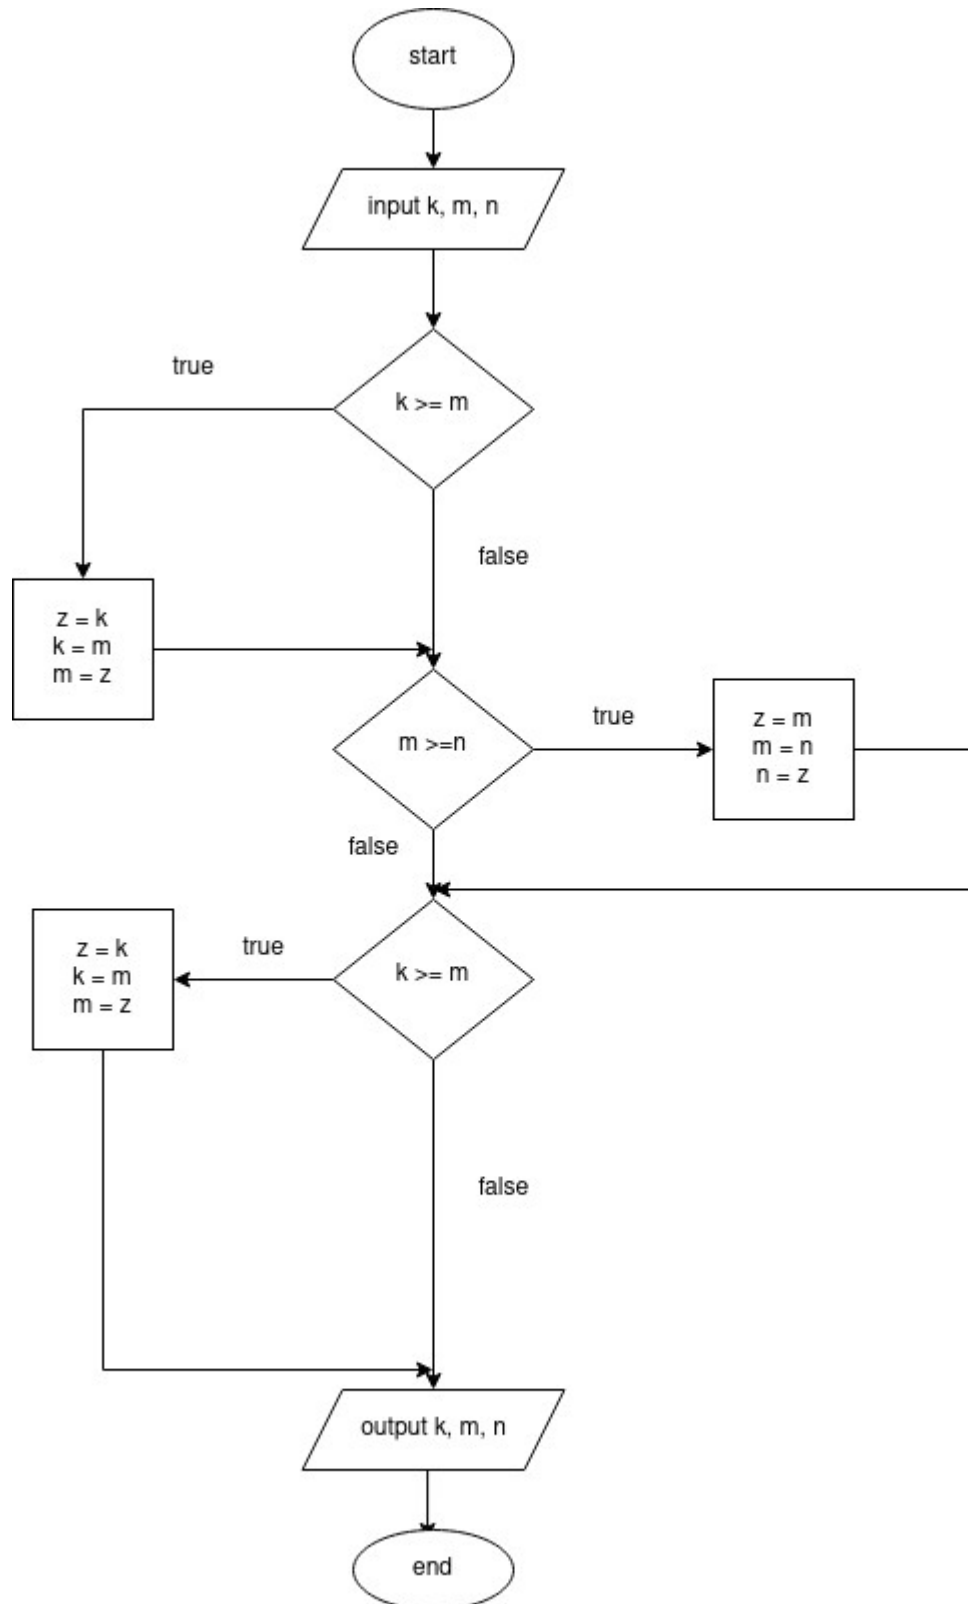 start
input k, m, n
true
k >= m
false
z = k
k = m
m = z
m >=n
true
z = m
m = n
n = z
false
z = k
k = m
m = z
true
k >= m
false
output k, m, n
end